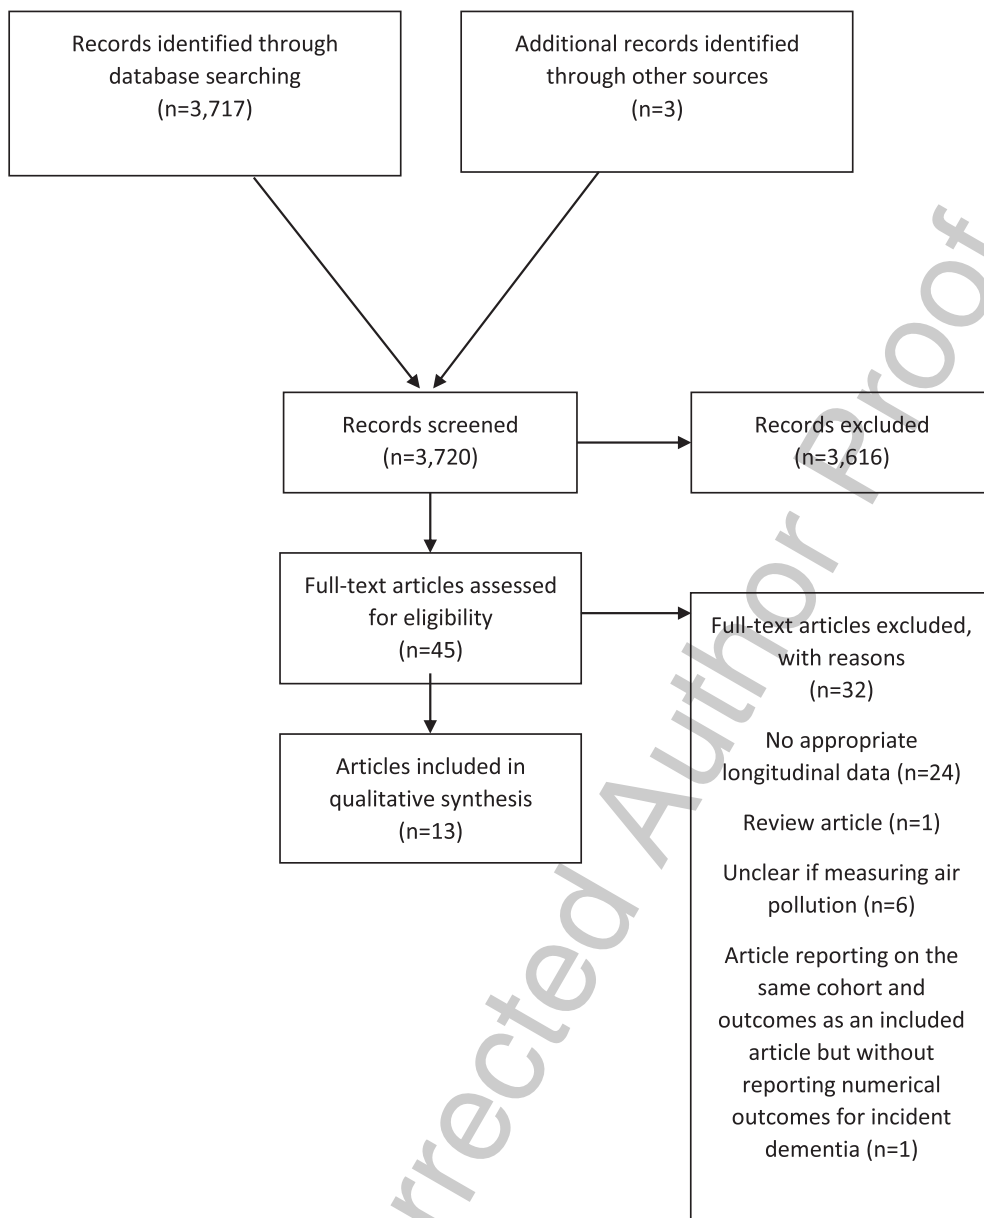 Records identified through
database searching
(n=3,717)
Additional records identified
through other sources
(n=3)
Records screened
(n=3,720)
Records excluded
(n=3,616)
Full-text articles assessed
for eligibility
(n=45)
Full-text articles excluded,
with reasons
(n=32)
No appropriate
longitudinal data (n=24)
Review article (n=1)
Unclear if measuring air
pollution (n=6)
Article reporting on the
same cohort and
outcomes as an included
article but without
reporting numerical
outcomes for incident
dementia (n=1)
Articles included in
qualitative synthesis
(n=13)
rrected Author Proof